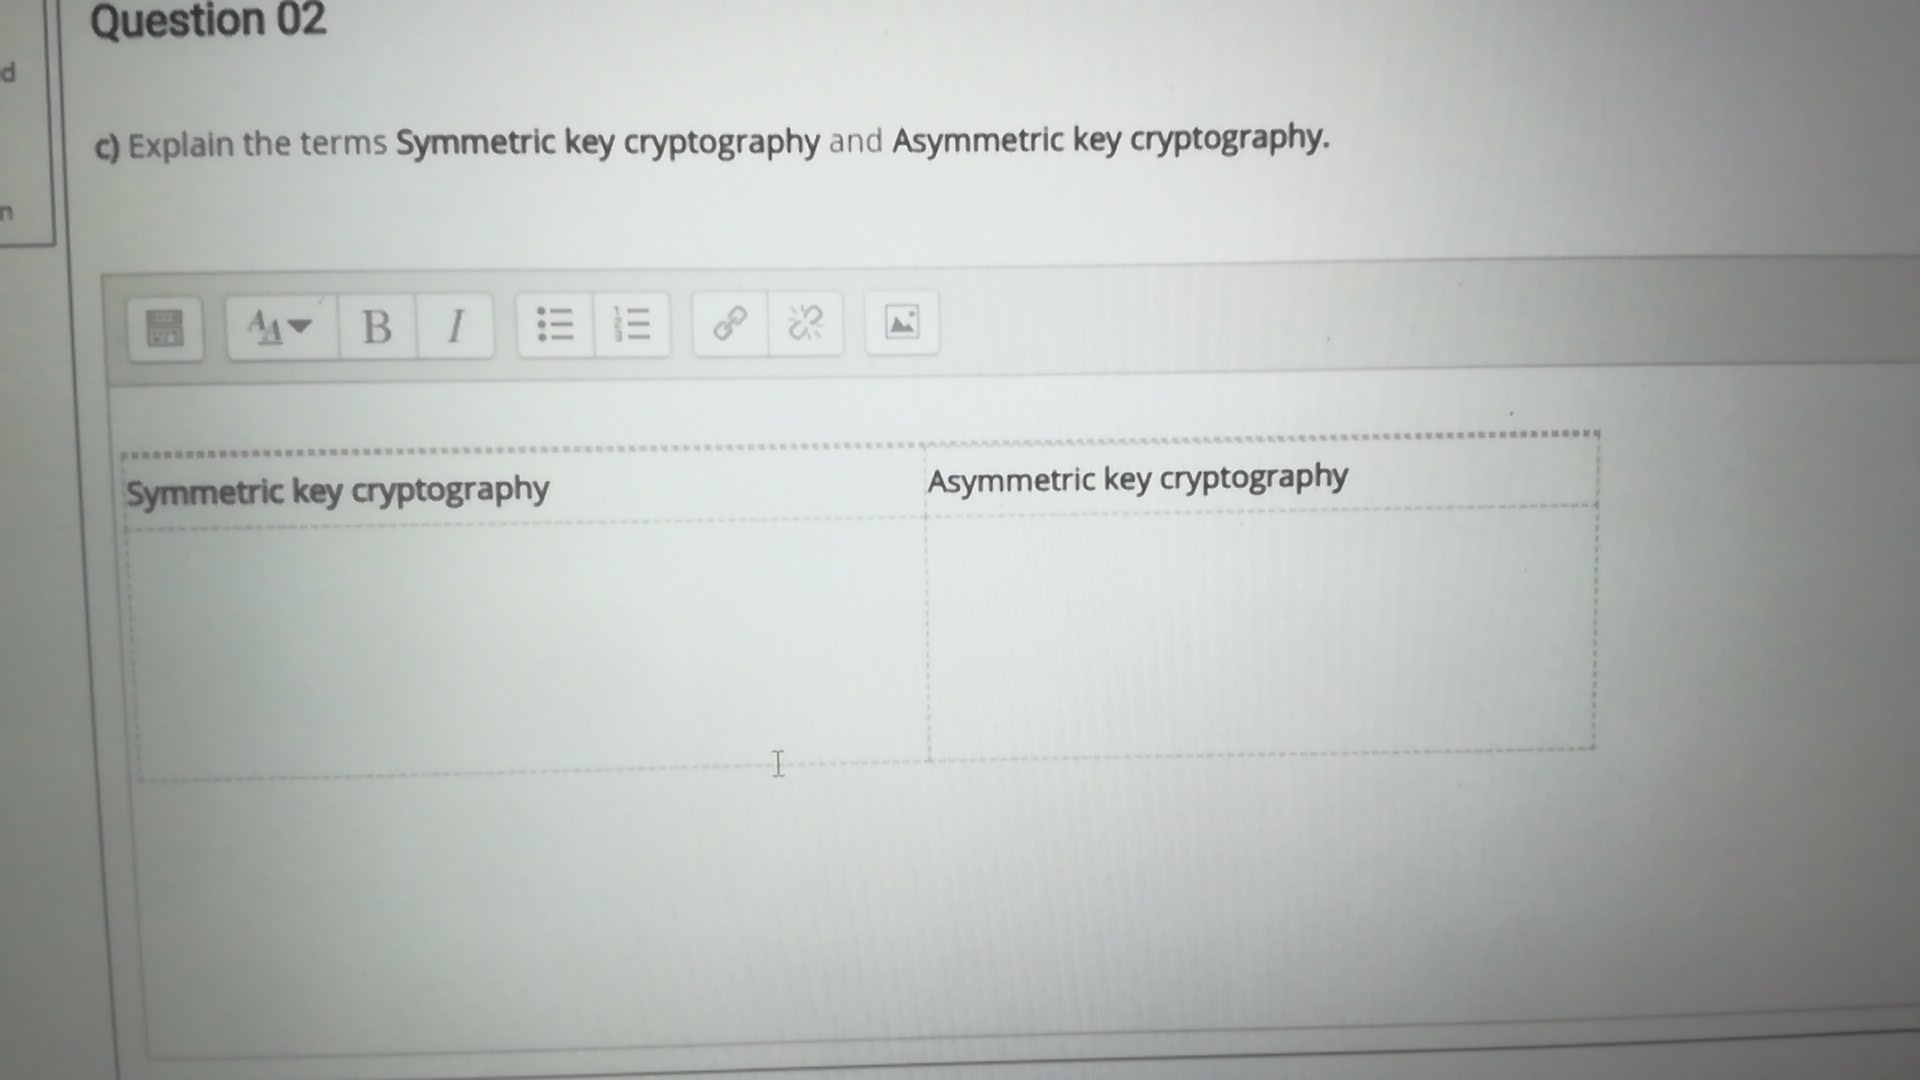 Question 02
d
c) Explain the terms Symmetric key cryptography and Asymmetric key cryptography.
n
B I
Symmetric key cryptography
Asymmetric key cryptography